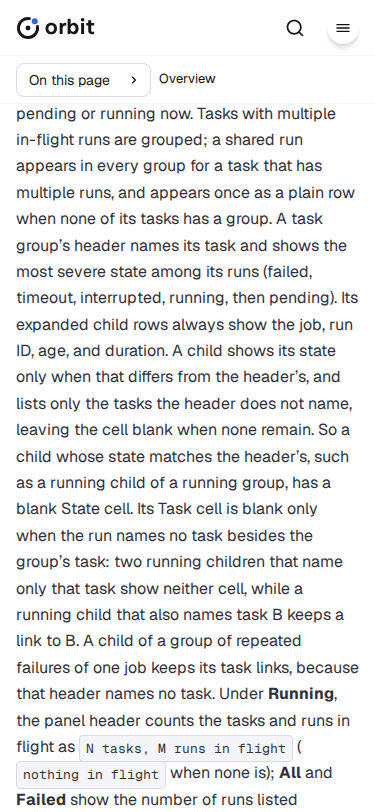 orbit
On this page
Overview
pending or running now. Tasks with multiple
in-flight runs are grouped; a shared run
appears in every group for a task that has
multiple runs, and appears once as a plain row
when none of its tasks has a group. A task
group’s header names its task and shows the
most severe state among its runs (failed,
timeout, interrupted, running, then pending). Its
expanded child rows always show the job, run
ID, age, and duration. A child shows its state
only when that differs from the header’s, and
lists only the tasks the header does not name,
leaving the cell blank when none remain. So a
child whose state matches the header’s, such
as a running child of a running group, has a
blank State cell. Its Task cell is blank only
when the run names no task besides the
group’s task: two running children that name
only that task show neither cell, while a
running child that also names task B keeps a
link to B. A child of a group of repeated
failures of one job keeps its task links, because
that header names no task. Under Running,
the panel header counts the tasks and runs in
flight as N tasks, M runs in flight (
nothing in flight when none is); All and
Failed show the number of runs listed